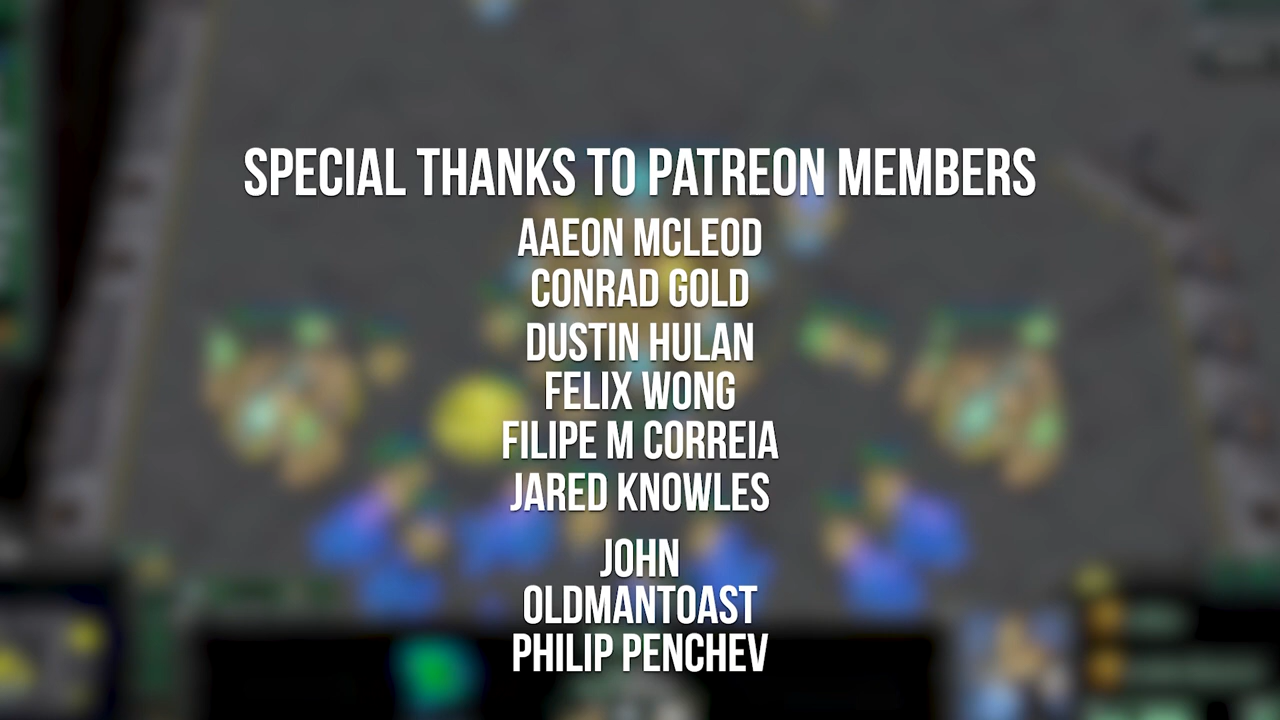 SPECIAL THANKS TO PATREON MEMBERS
AAEON MCLEOD
CONRAD GOLD
DUSTIN HULAN
FELIX WONG
FILIPE M CORREIA
JARED KNOWLES
JOHN
OLDMANTOAST
PHILIP PENCHEV